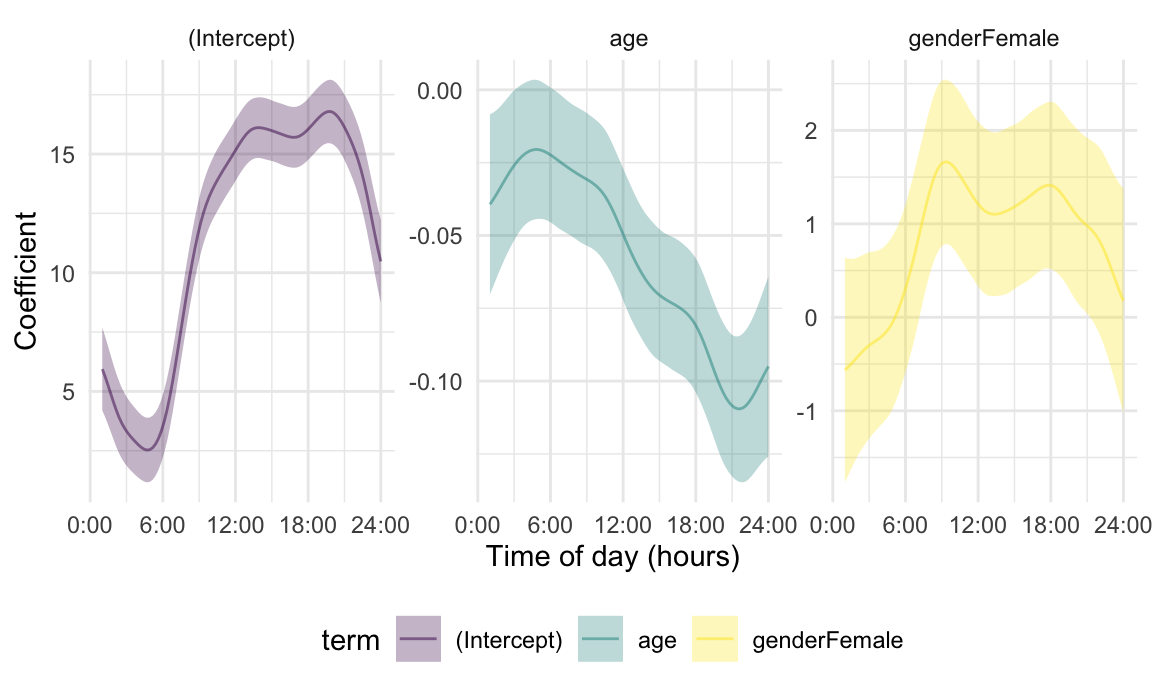 (Intercept) age genderFemale
Coefficient
15
10
5
0.00
-0.05
-0.10
2
1
0
-1
0:00 6:00 12:00 18:00 24:00 0:00 6:00 12:00 18:00 24:00 0:00 6:00 12:00 18:00 24:00
Time of day (hours)
term (Intercept) age genderFemale